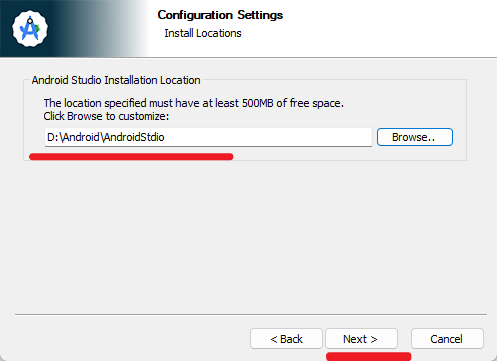 Configuration Settings
Install Locations
Android Studio Installation Location
The location specified must have at least 500MB of free space.
Click Browse to customize:
D:\Android\AndroidStdio
Browse..
< Back
Next >
Cancel